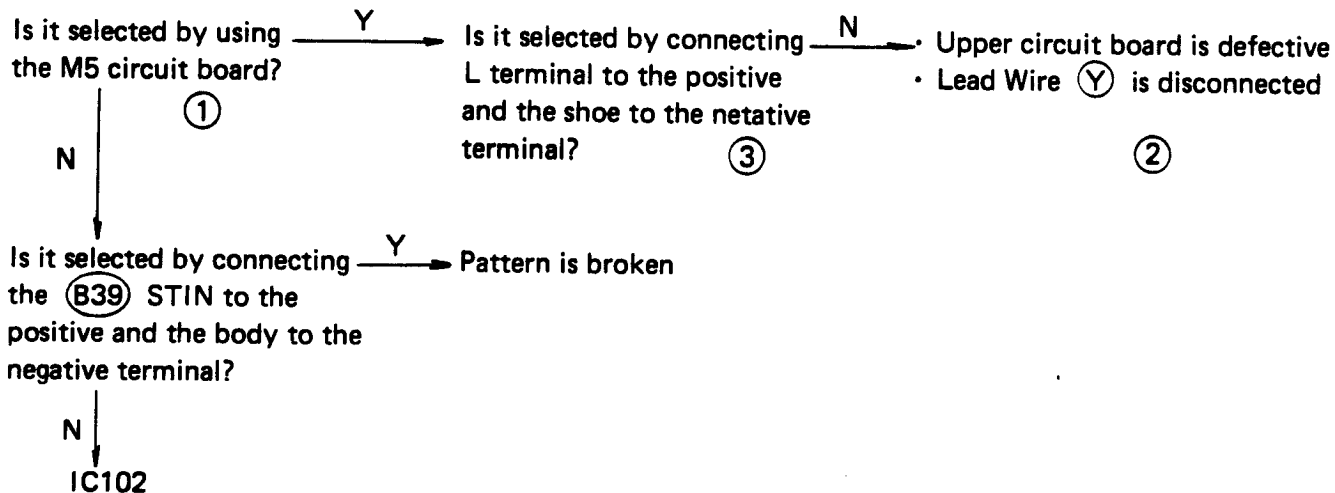 Is it selected by using
the M5 circuit board?
①
Y
Is it selected by connecting
L terminal to the positive
and the shoe to the netative
terminal?
③
N
· Upper circuit board is defective
· Lead Wire Ⓨ is disconnected
②
N
Is it selected by connecting
the (B39) STIN to the
positive and the body to the
negative terminal?
Y
Pattern is broken
N
IC102